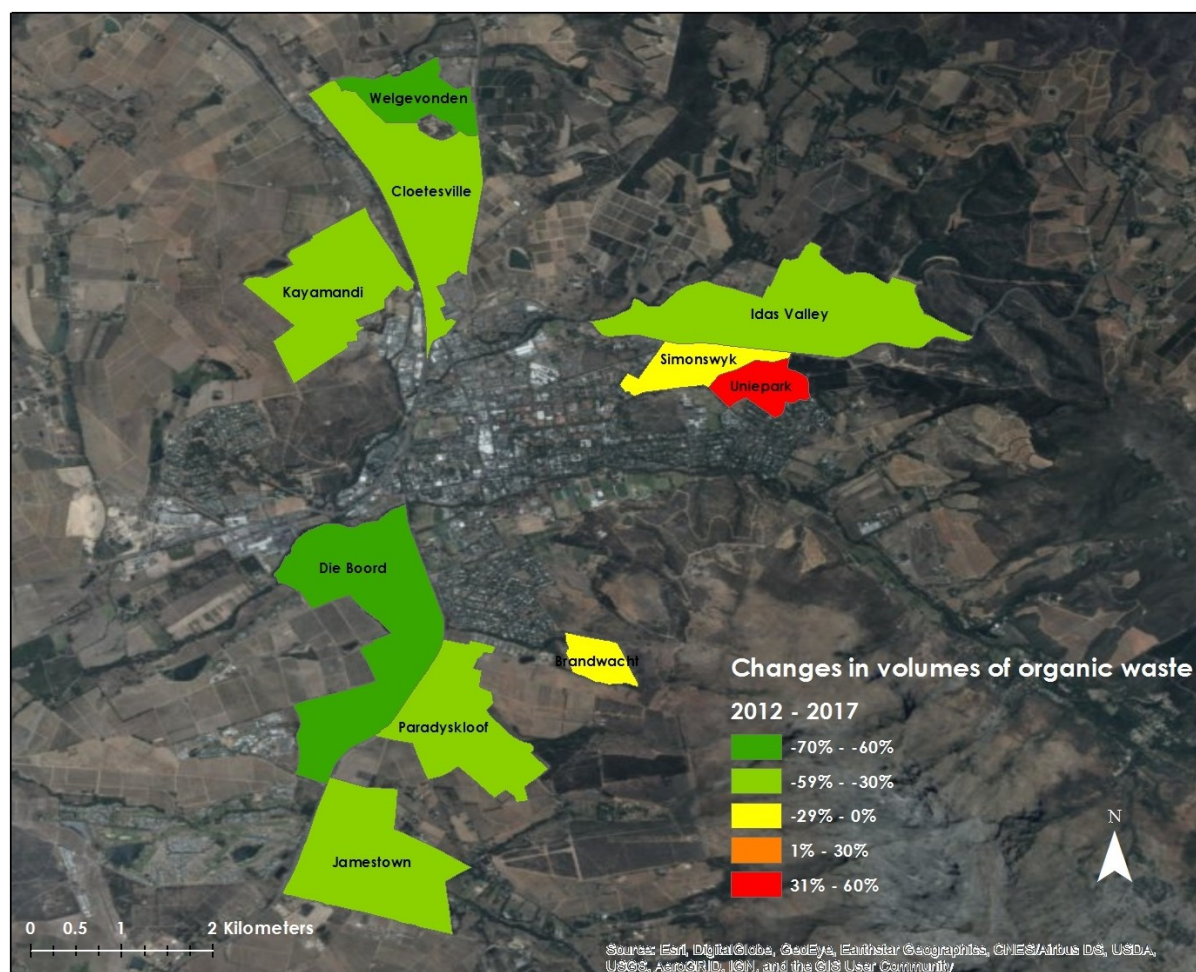 Welgevonden
Cloetesville
Kayamandi
Idas Valley
Simonswyk
Uniepark
Die Boord
Brandwacht
Paradyskloof
Jamestown
Changes in volumes of organic waste
2012 - 2017
-70% - -60%
-59% - -30%
-29% - 0%
1% - 30%
31% - 60%
N
0 0.5 1 2 Kilometers
Source: Esri, DigitalGlobe, GeoEye, Earthstar Geographics, CNES/Airbus DS, USDA,
USGS, AeroGRID, IGN, and the GIS User Community